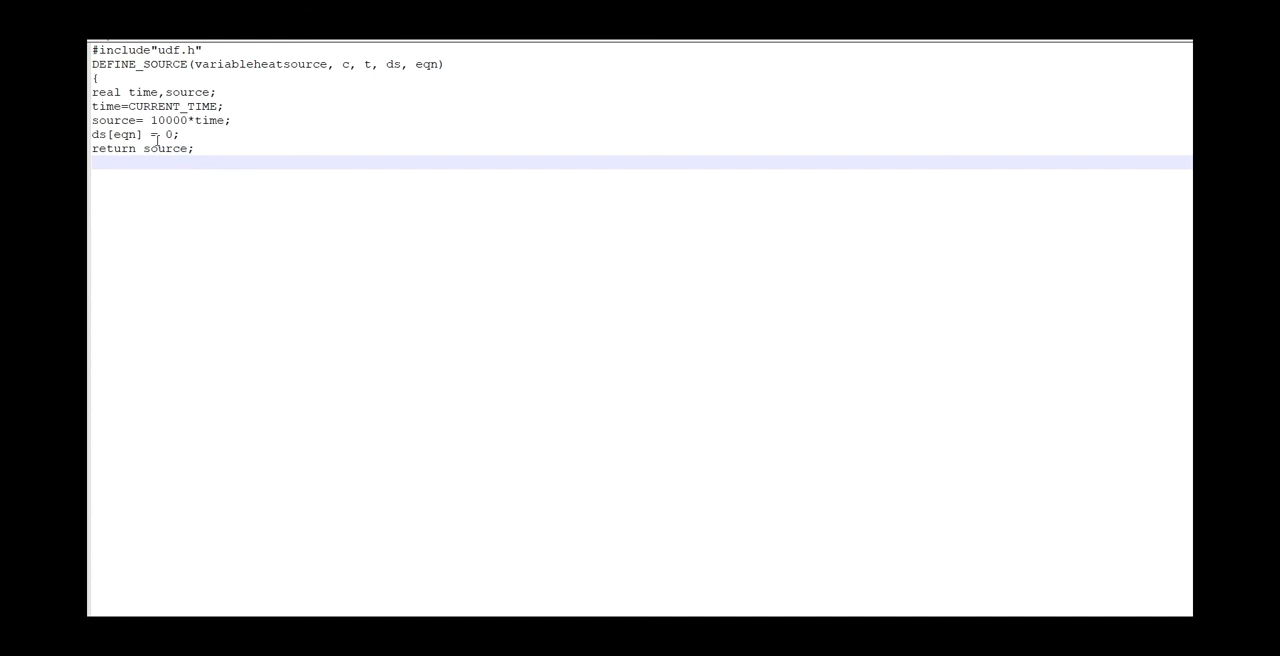 #include"udf.h"
DEFINE_SOURCE(variableheatsource, c, t, ds, eqn)
{
real time,source;
time=CURRENT_TIME;
source= 10000*time;
ds[eqn] = 0;
return source;